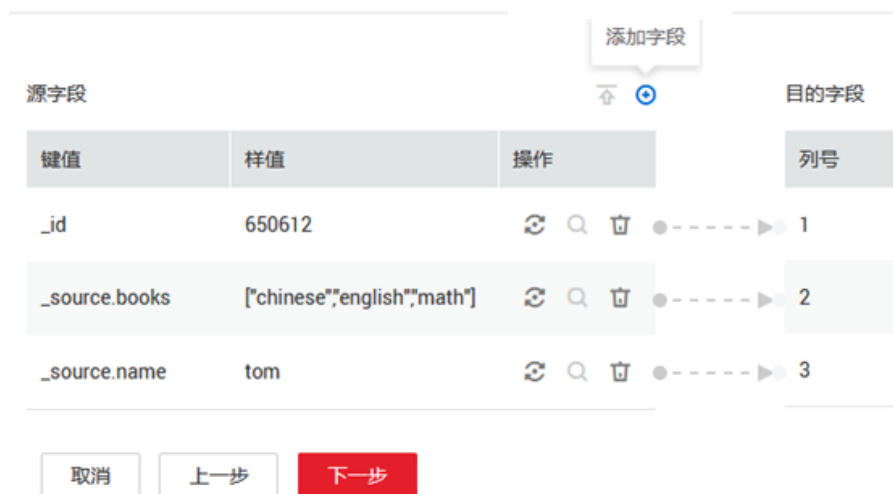 添加字段
源字段 目的字段
键值 样值 操作 列号
_id 650612 1
_source.books ["chinese","english","math"] 2
_source.name tom 3
取消 上一步 下一步